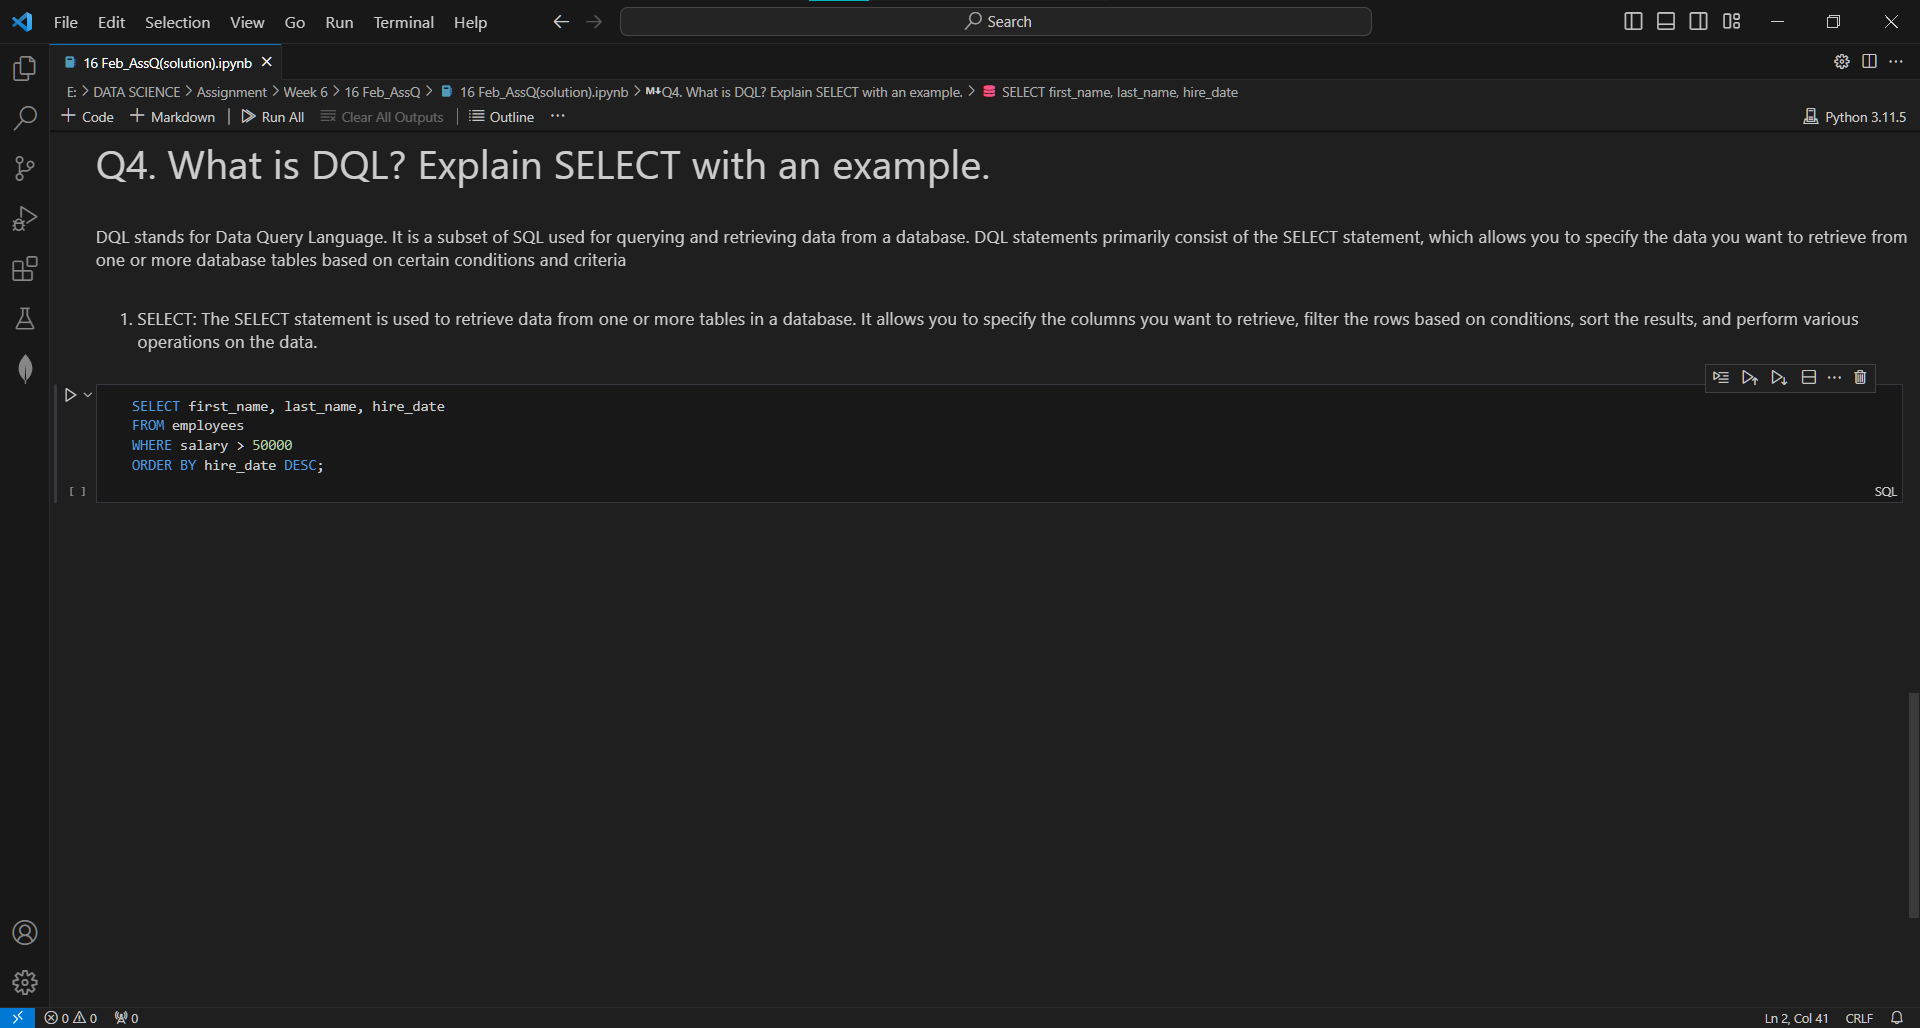 File Edit Selection View Go Run Terminal Help
Search
16 Feb_AssQ(solution).ipynb
E: > DATA SCIENCE > Assignment > Week 6 > 16 Feb_AssQ > 16 Feb_AssQ(solution).ipynb > M↓Q4. What is DQL? Explain SELECT with an example. > SELECT first_name, last_name, hire_date
+ Code + Markdown | Run All Clear All Outputs | Outline ···
Python 3.11.5
Q4. What is DQL? Explain SELECT with an example.
DQL stands for Data Query Language. It is a subset of SQL used for querying and retrieving data from a database. DQL statements primarily consist of the SELECT statement, which allows you to specify the data you want to retrieve from
one or more database tables based on certain conditions and criteria
1. SELECT: The SELECT statement is used to retrieve data from one or more tables in a database. It allows you to specify the columns you want to retrieve, filter the rows based on conditions, sort the results, and perform various
operations on the data.
SELECT first_name, last_name, hire_date
FROM employees
WHERE salary > 50000
ORDER BY hire_date DESC;
[ ]
SQL
0 0 0
Ln 2, Col 41 CRLF